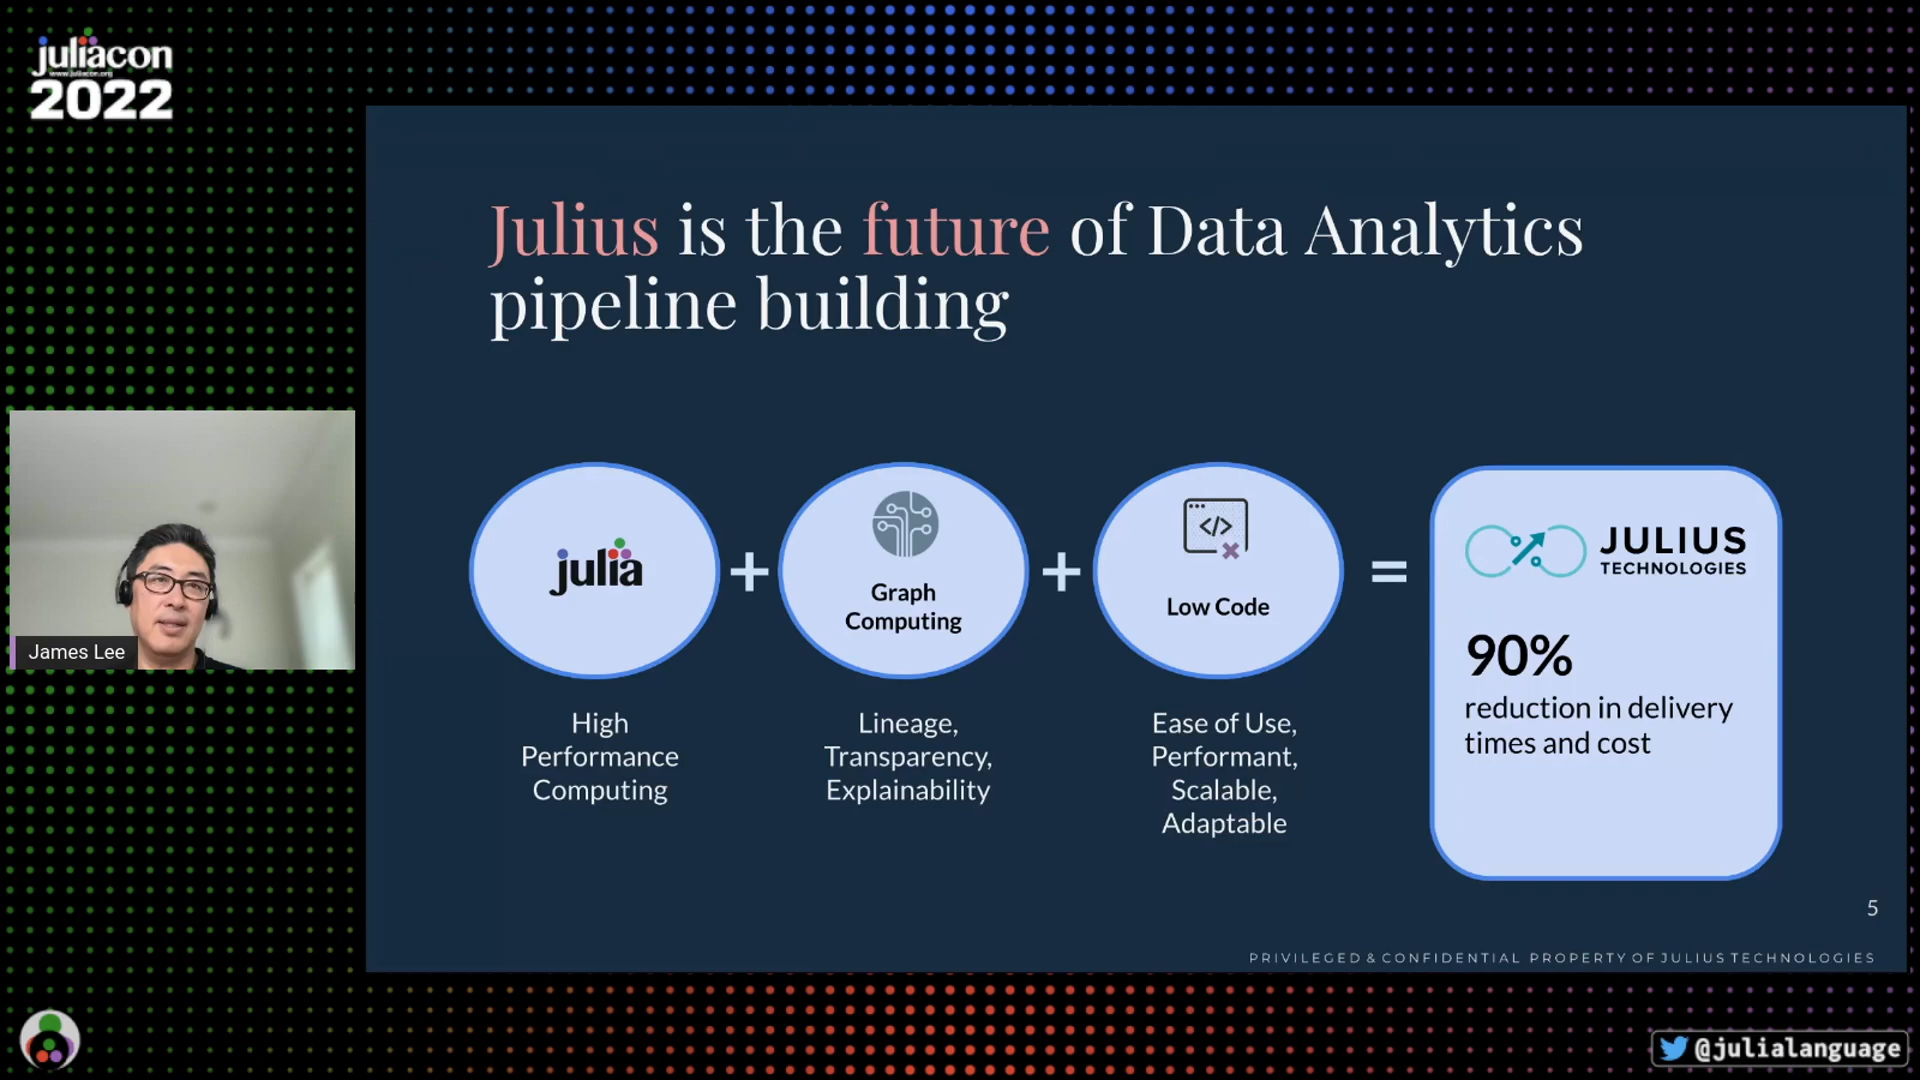 juliacon
www.juliacon.org
2022
Julius is the future of Data Analytics
pipeline building
James Lee
julia
+
Graph
Computing
+
</>
Low Code
=
JULIUS
TECHNOLOGIES
90%
reduction in delivery
times and cost
High
Performance
Computing
Lineage,
Transparency,
Explainability
Ease of Use,
Performant,
Scalable,
Adaptable
5
PRIVILEGED & CONFIDENTIAL PROPERTY OF JULIUS TECHNOLOGIES
@julialanguage